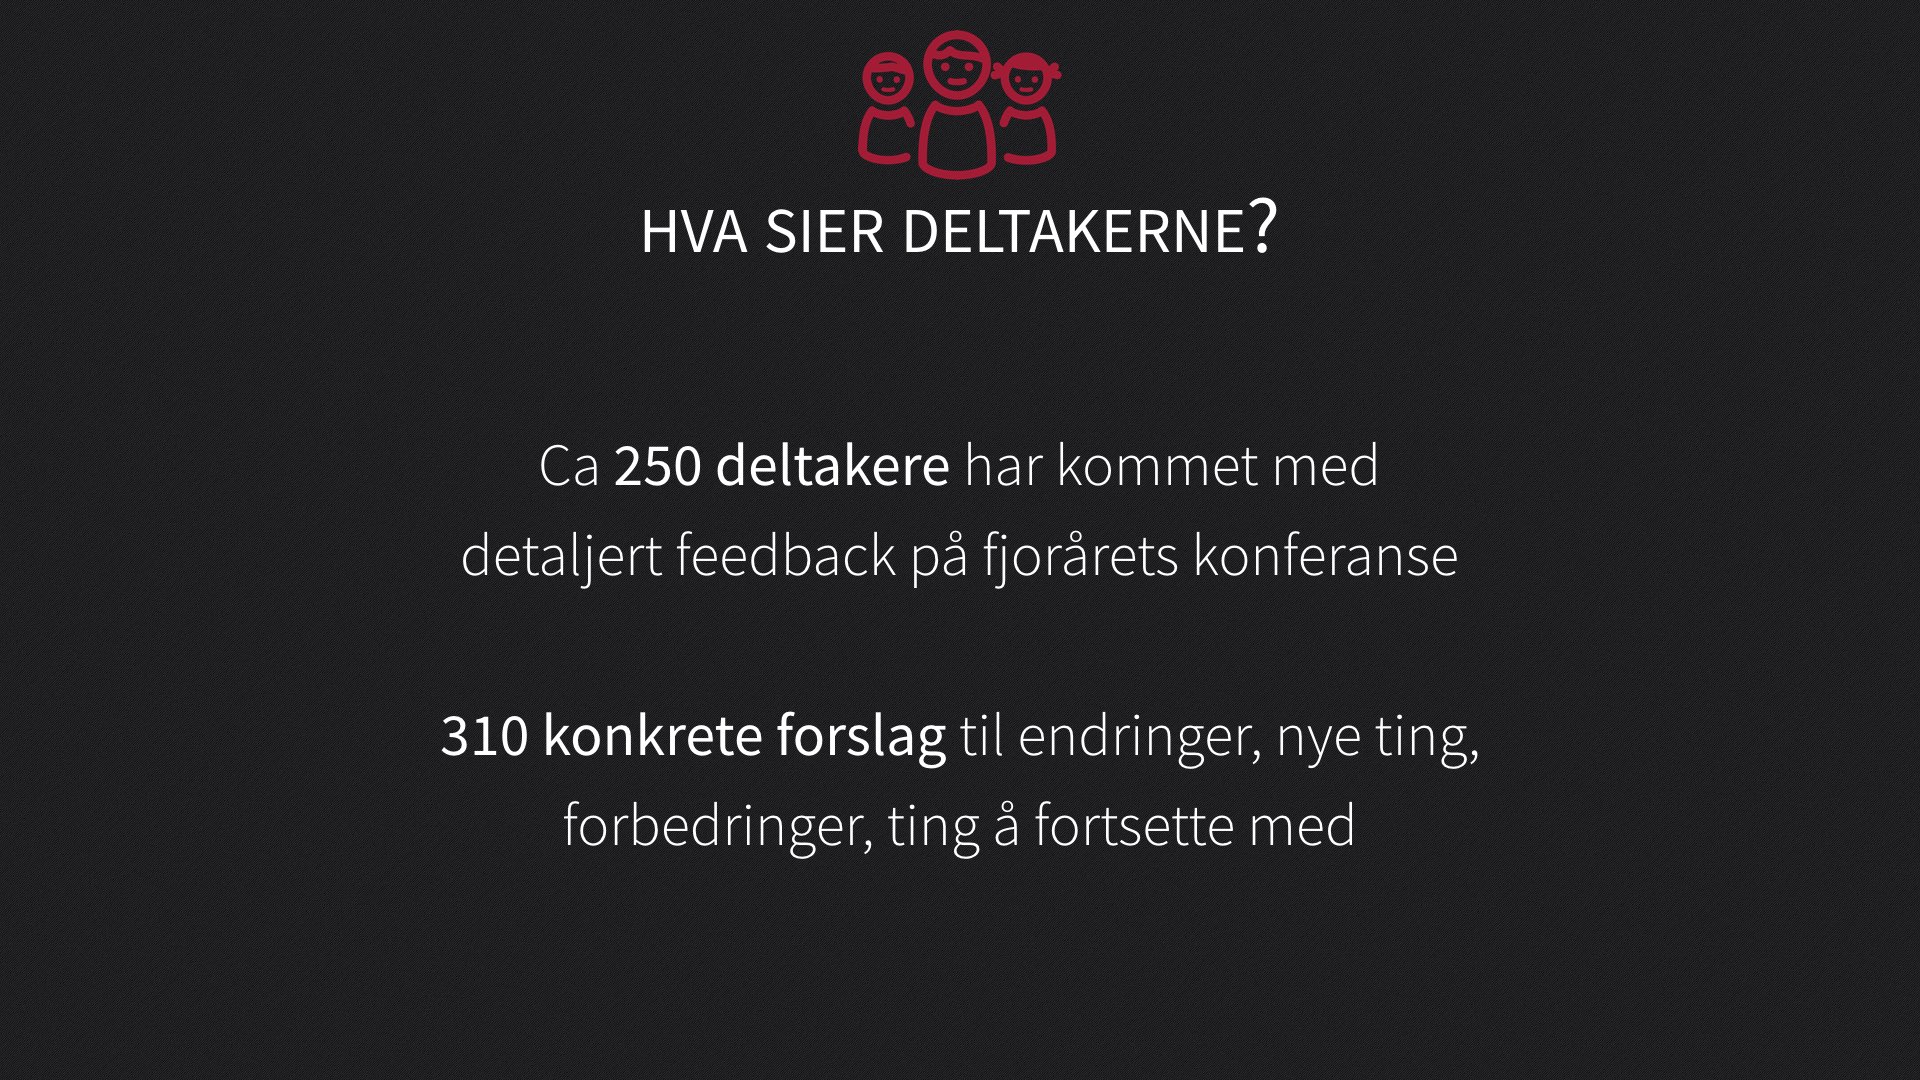 HVA SIER DELTAKERNE?
Ca 250 deltakere har kommet med
detaljert feedback på fjorårets konferanse
310 konkrete forslag til endringer, nye ting,
forbedringer, ting å fortsette med